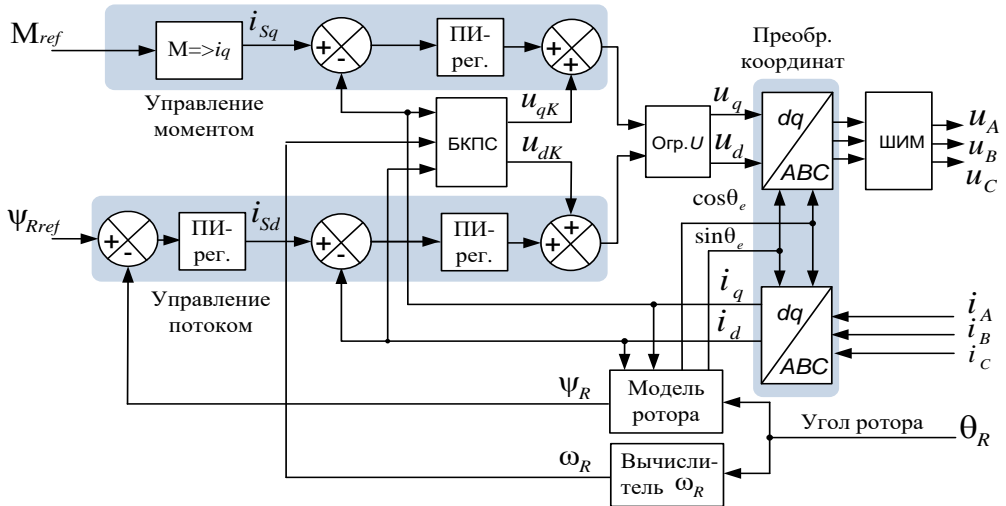 M_ref
M=>i_q
i_Sq
+
-
ПИ-
рег.
+
+
Управление
моментом
БКПС
u_qK
u_dK
Огр.U
u_q
u_d
Преобр.
координат
dq
ABC
ШИМ
u_A
u_B
u_C
cosθ_e
sinθ_e
Ψ_Rref
+
-
ПИ-
рег.
i_Sd
+
-
ПИ-
рег.
+
+
Управление
потоком
i_q
i_d
dq
ABC
i_A
i_B
i_C
Ψ_R
Модель
ротора
Угол ротора
θ_R
ω_R
Вычисли-
тель ω_R